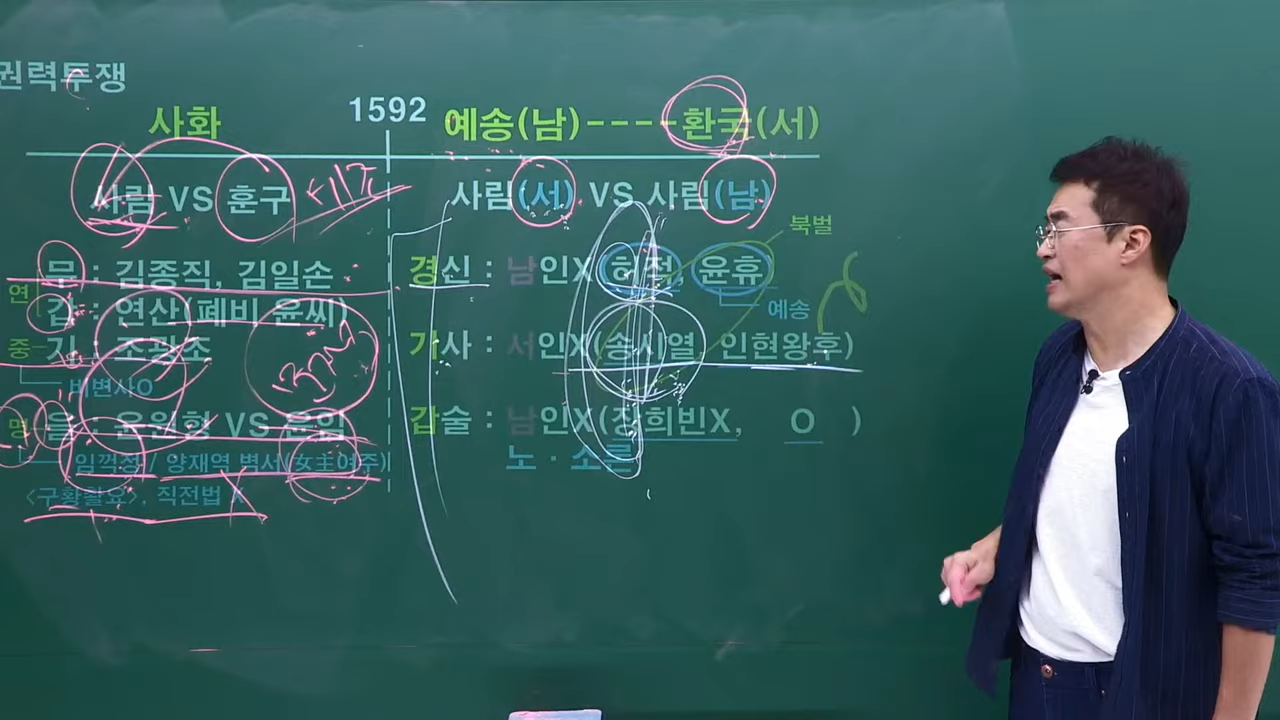 권력투쟁
사화
1592
예송(남)----환국(서)
사림 VS 훈구
사림(서) VS 사림(남)
북벌
무 : 김종직, 김일손
경신 : 남인X(허적, 윤휴)
연
갑 : 연산(폐비 윤씨)
예송
중
기 : 조광조
기사 : 서인X(송시열, 인현왕후)
비변사O
명
을 : 윤원형 VS 윤임
갑술 : 남인X(장희빈X, O )
임꺽정 / 양재역 벽서(女主여주)
노·소론
<구황촬요>, 직전법 X